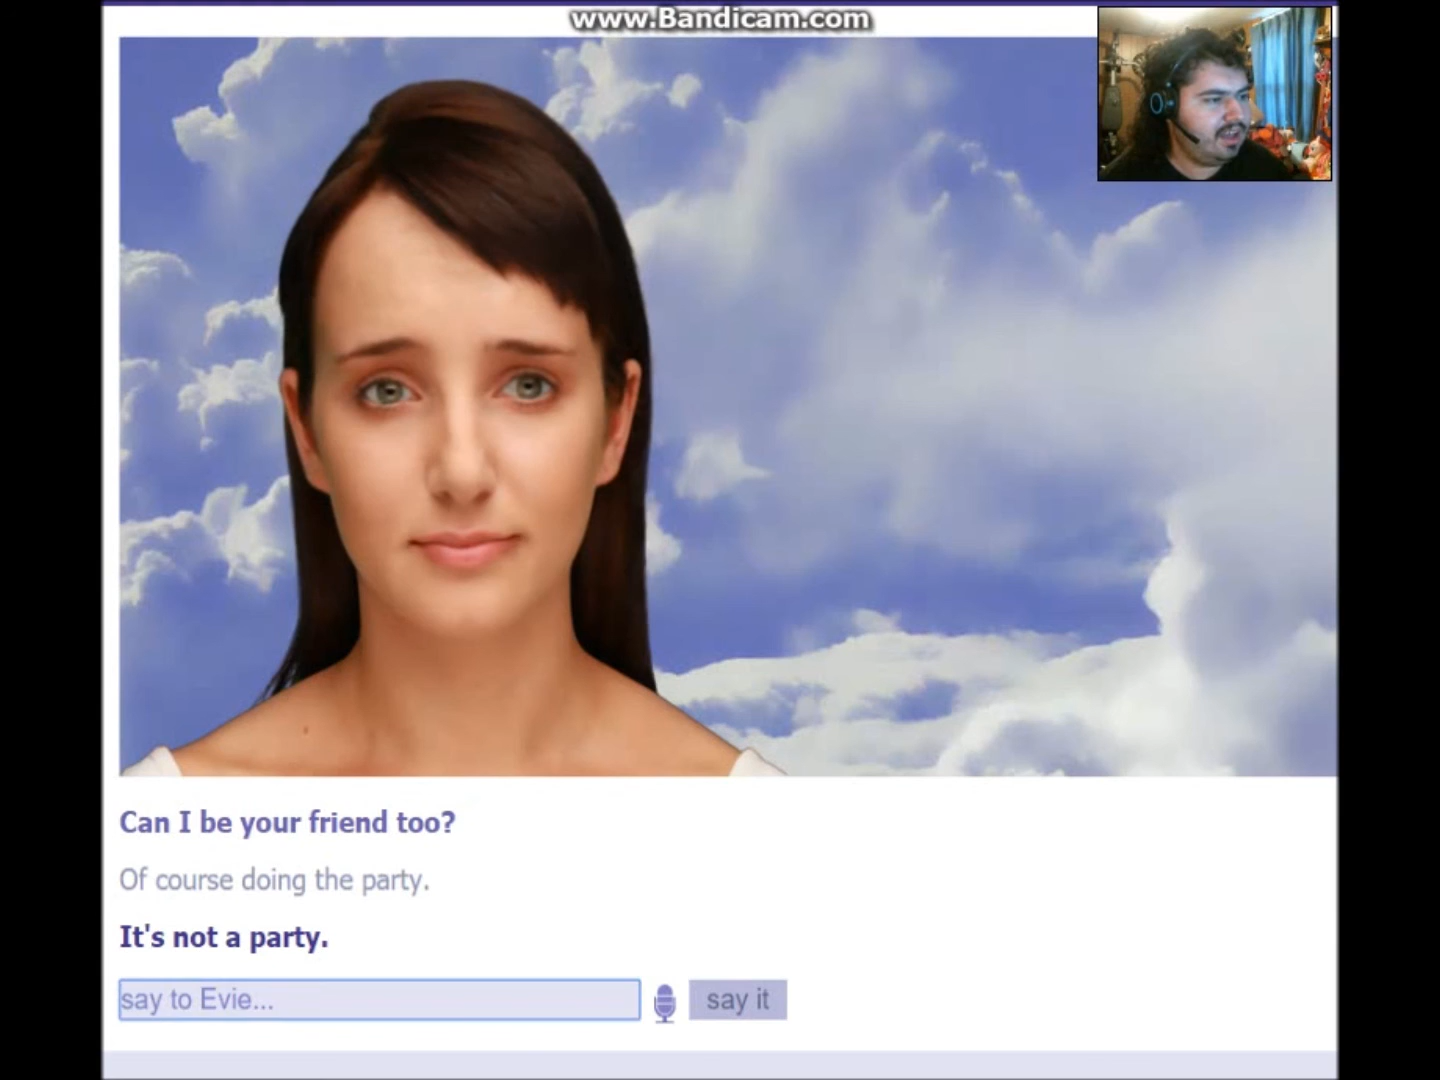 www.Bandicam.com
Can I be your friend too?
Of course doing the party.
It's not a party.
say to Evie...
say it